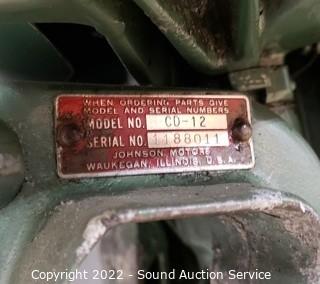 WHEN ORDERING PARTS GIVE
MODEL AND SERIAL NUMBERS
MODEL NO. CD-12
SERIAL NO. 1188011
JOHNSON MOTORS
WAUKEGAN, ILLINOIS, U.S.A.
Copyright © 2022 - Sound Auction Service